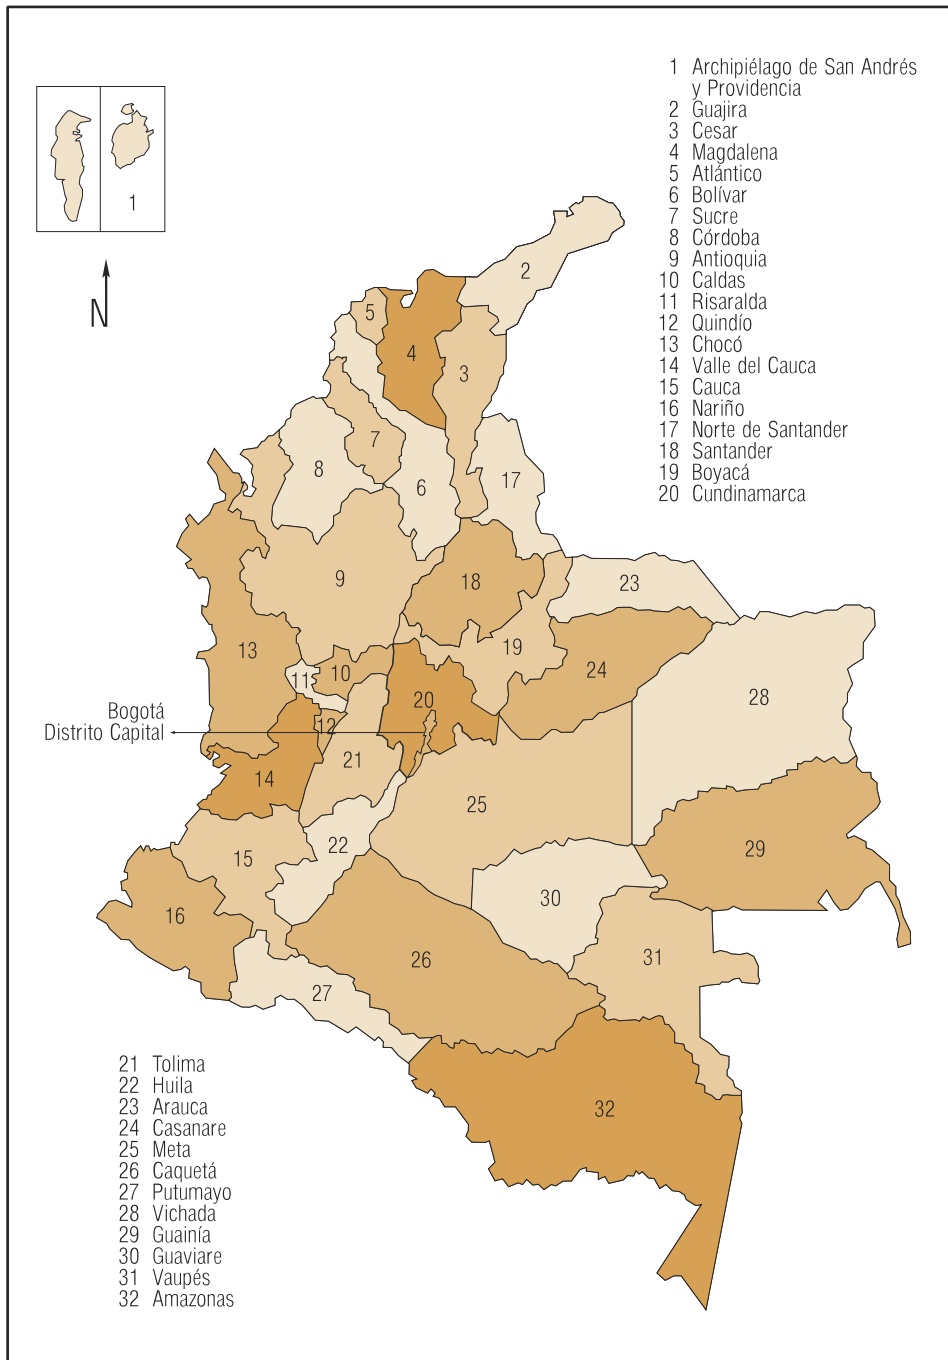 1 Archipiélago de San Andrés
y Providencia
2 Guajira
3 Cesar
4 Magdalena
5 Atlántico
6 Bolívar
7 Sucre
8 Córdoba
9 Antioquia
10 Caldas
11 Risaralda
12 Quindío
13 Chocó
14 Valle del Cauca
15 Cauca
16 Nariño
17 Norte de Santander
18 Santander
19 Boyacá
20 Cundinamarca
1
N
2
5
4
3
7
8
6
17
9
18
23
13
19
24
11
10
20
28
12
Bogotá
Distrito Capital
21
14
25
22
15
29
30
16
26
31
27
32
21 Tolima
22 Huila
23 Arauca
24 Casanare
25 Meta
26 Caquetá
27 Putumayo
28 Vichada
29 Guainía
30 Guaviare
31 Vaupés
32 Amazonas